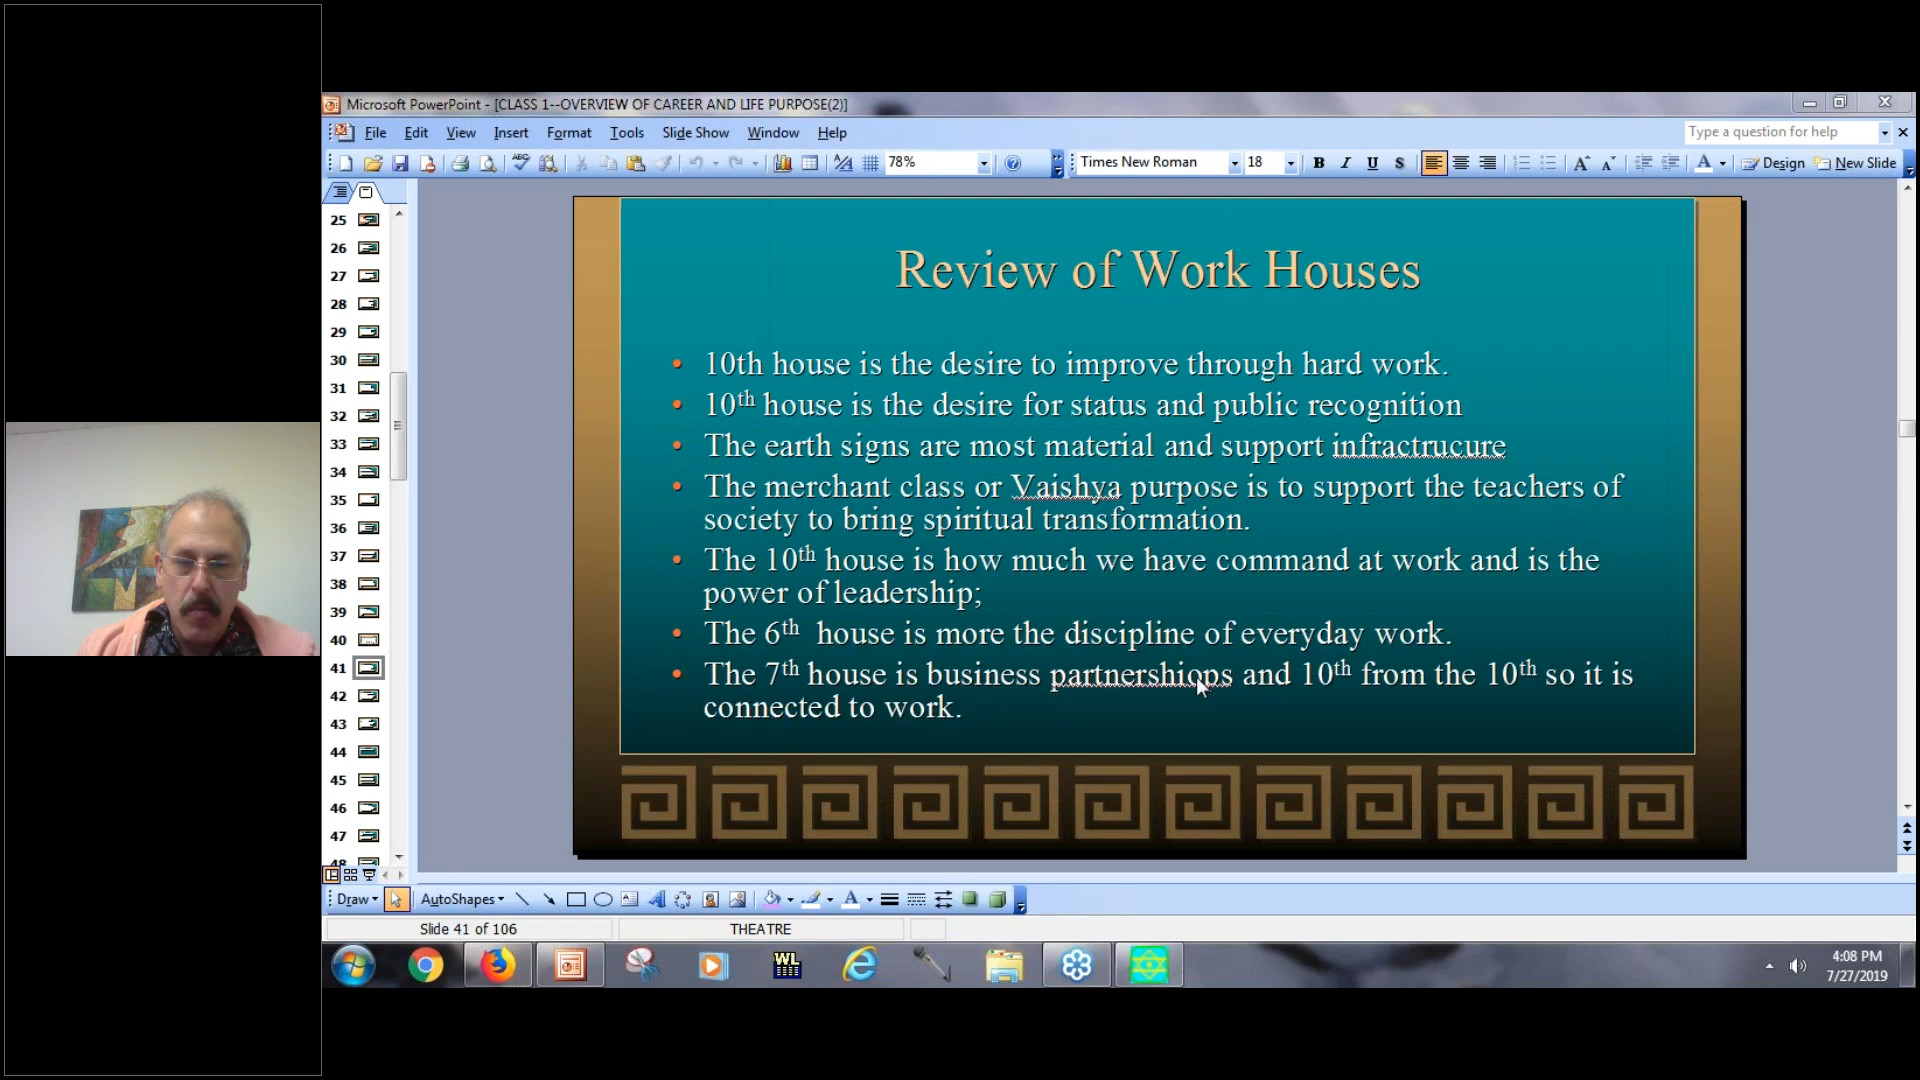 Microsoft PowerPoint - [CLASS 1--OVERVIEW OF CAREER AND LIFE PURPOSE(2)]
File Edit View Insert Format Tools Slide Show Window Help
Type a question for help
78%
Times New Roman 18 B I U S Design New Slide
25
26
27
28
29
30
31
32
33
34
35
36
37
38
39
40
41
42
43
44
45
46
47
48
Review of Work Houses
• 10th house is the desire to improve through hard work.
• 10th house is the desire for status and public recognition
• The earth signs are most material and support infractrucure
• The merchant class or Vaishya purpose is to support the teachers of
society to bring spiritual transformation.
• The 10th house is how much we have command at work and is the
power of leadership;
• The 6th house is more the discipline of everyday work.
• The 7th house is business partnershiops and 10th from the 10th so it is
connected to work.
Draw AutoShapes
Slide 41 of 106 THEATRE
WL
4:08 PM
7/27/2019